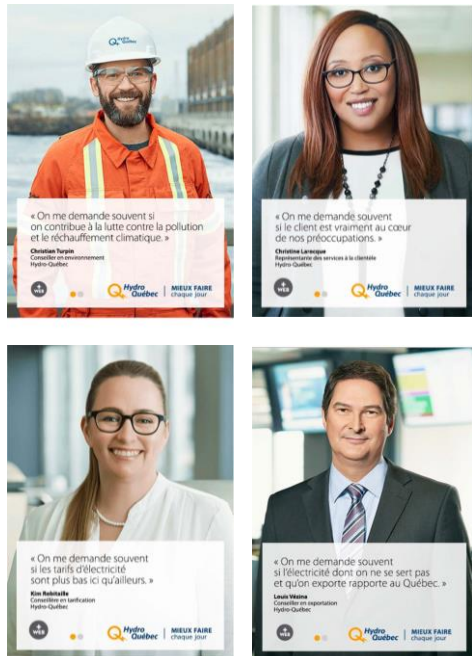 Hydro
Québec
« On me demande souvent si
on contribue à la lutte contre la pollution
et le réchauffement climatique. »
Christian Turpin
Conseiller en environnement
Hydro-Québec
+
WEB
Hydro
Québec
MIEUX FAIRE
chaque jour
« On me demande souvent
si le client est vraiment au cœur
de nos préoccupations. »
Christine Larocque
Représentante des services à la clientèle
Hydro-Québec
+
WEB
Hydro
Québec
MIEUX FAIRE
chaque jour
« On me demande souvent
si les tarifs d'électricité
sont plus bas ici qu'ailleurs. »
Kim Robitaille
Conseillère en tarification
Hydro-Québec
+
WEB
Hydro
Québec
MIEUX FAIRE
chaque jour
« On me demande souvent
si l'électricité dont on ne se sert pas
et qu'on exporte rapporte au Québec. »
Louis Vézina
Conseiller en exportation
Hydro-Québec
+
WEB
Hydro
Québec
MIEUX FAIRE
chaque jour